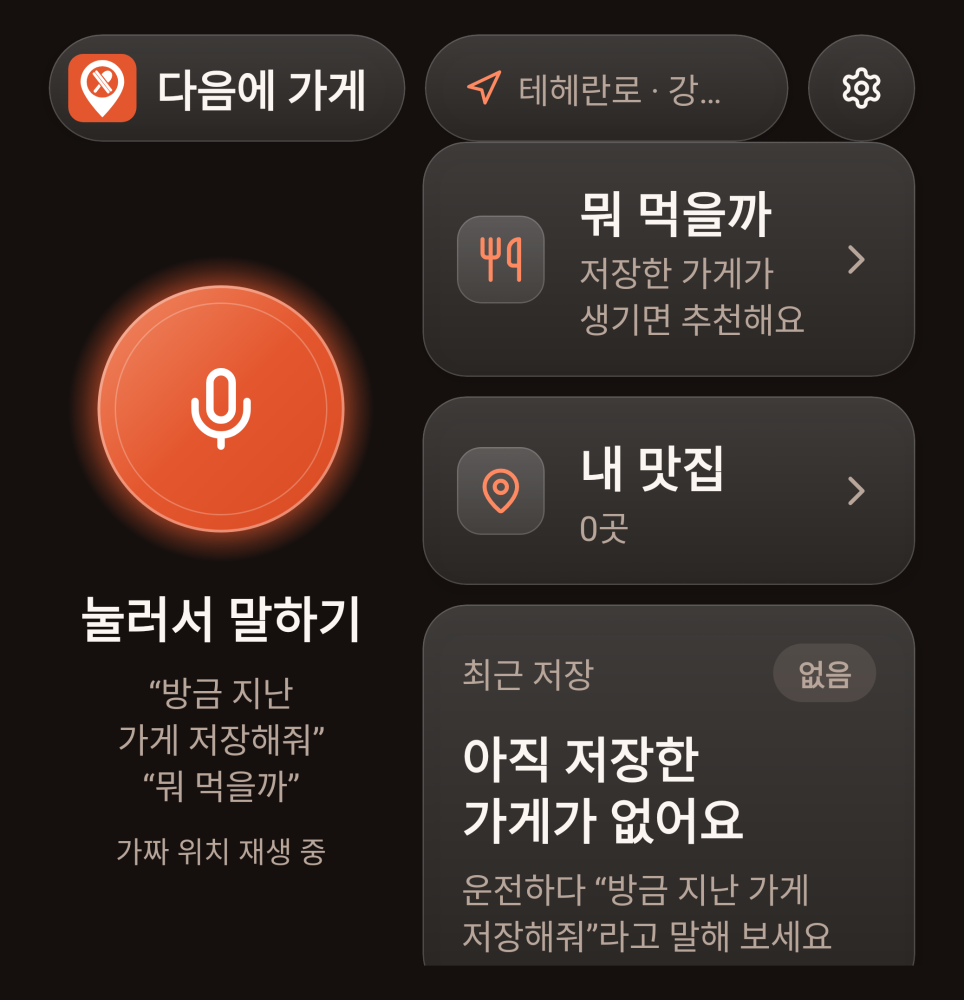 다음에 가게
테헤란로 · 강...
뭐 먹을까
저장한 가게가
생기면 추천해요
내 맛집
0곳
눌러서 말하기
“방금 지난
가게 저장해줘”
“뭐 먹을까”
가짜 위치 재생 중
최근 저장
없음
아직 저장한
가게가 없어요
운전하다 “방금 지난 가게
저장해줘”라고 말해 보세요